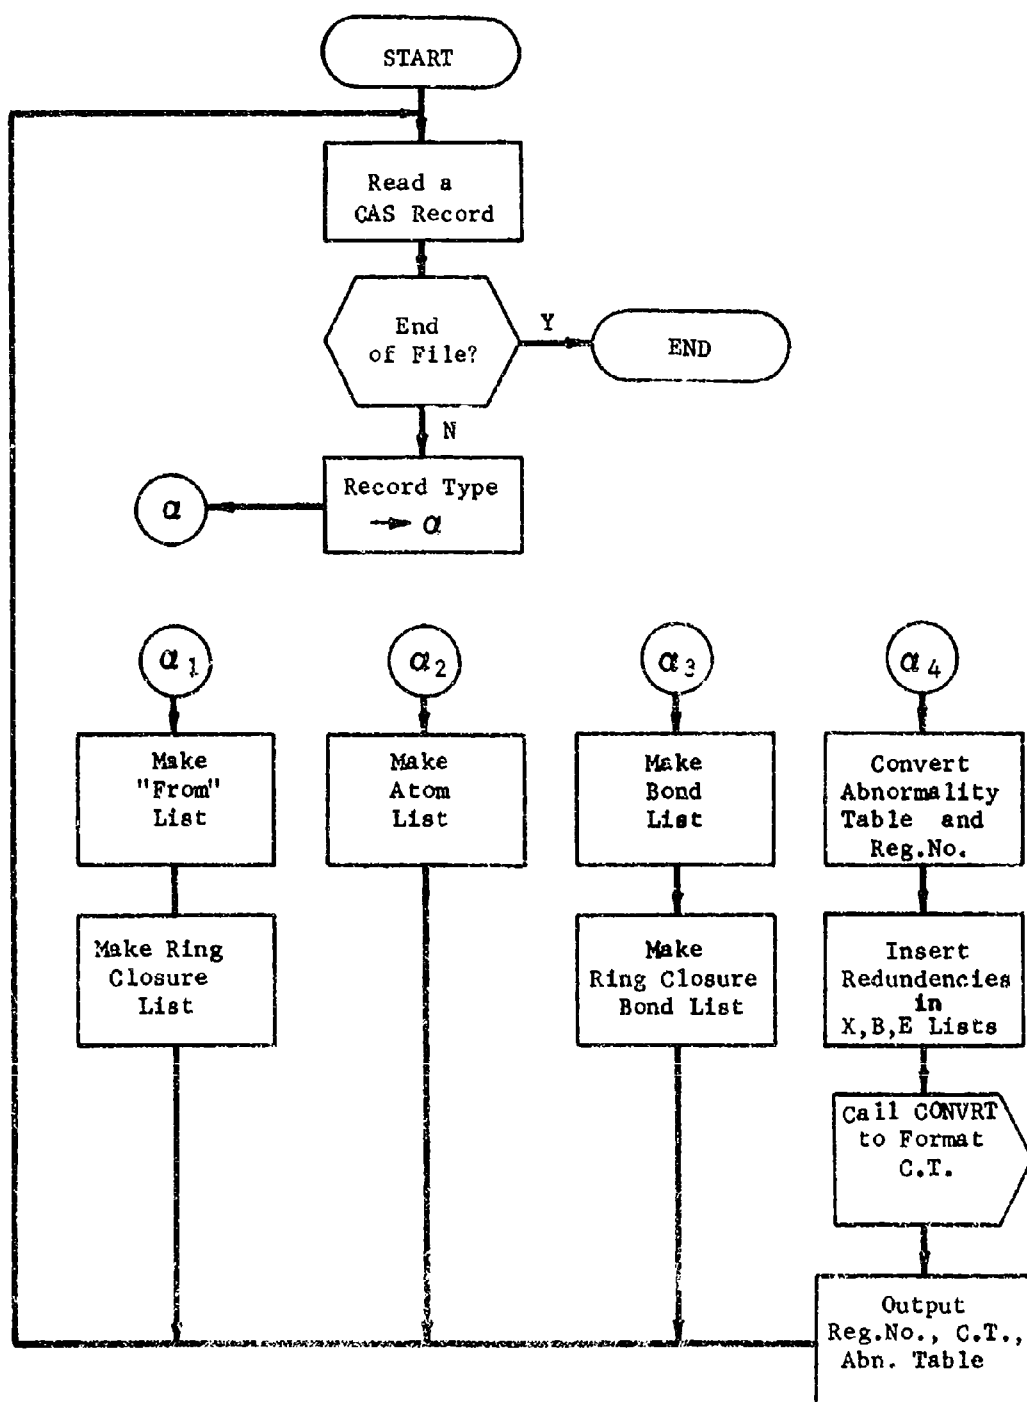 START
Read a
CAS Record
End
of File?
Y
END
N
Record Type
→ α
α
α1
α2
α3
α4
Make
"From"
List
Make
Atom
List
Make
Bond
List
Convert
Abnormality
Table and
Reg.No.
Make Ring
Closure
List
Make
Ring Closure
Bond List
Insert
Redundencies
in
X,B,E Lists
Call CONVRT
to Format
C.T.
Output
Reg.No., C.T.,
Abn. Table